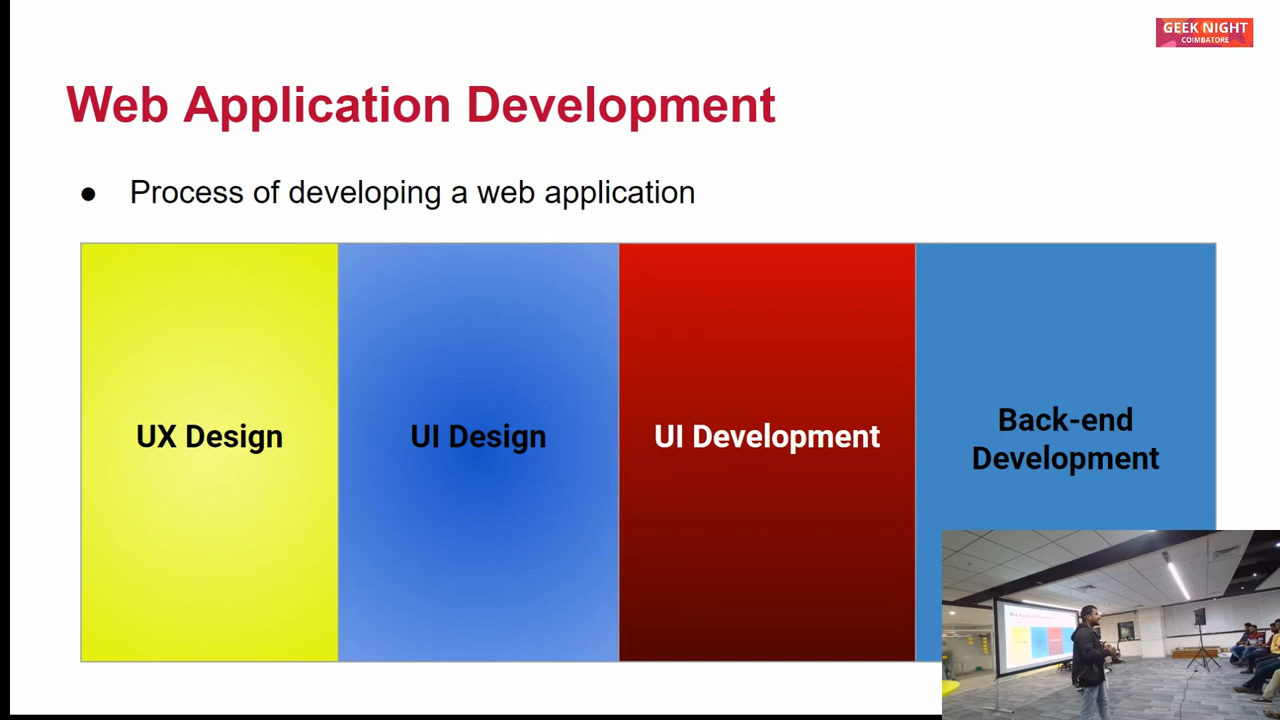 GEEK NIGHT
COIMBATORE
Web Application Development
● Process of developing a web application
UX Design
UI Design
UI Development
Back-end
Development